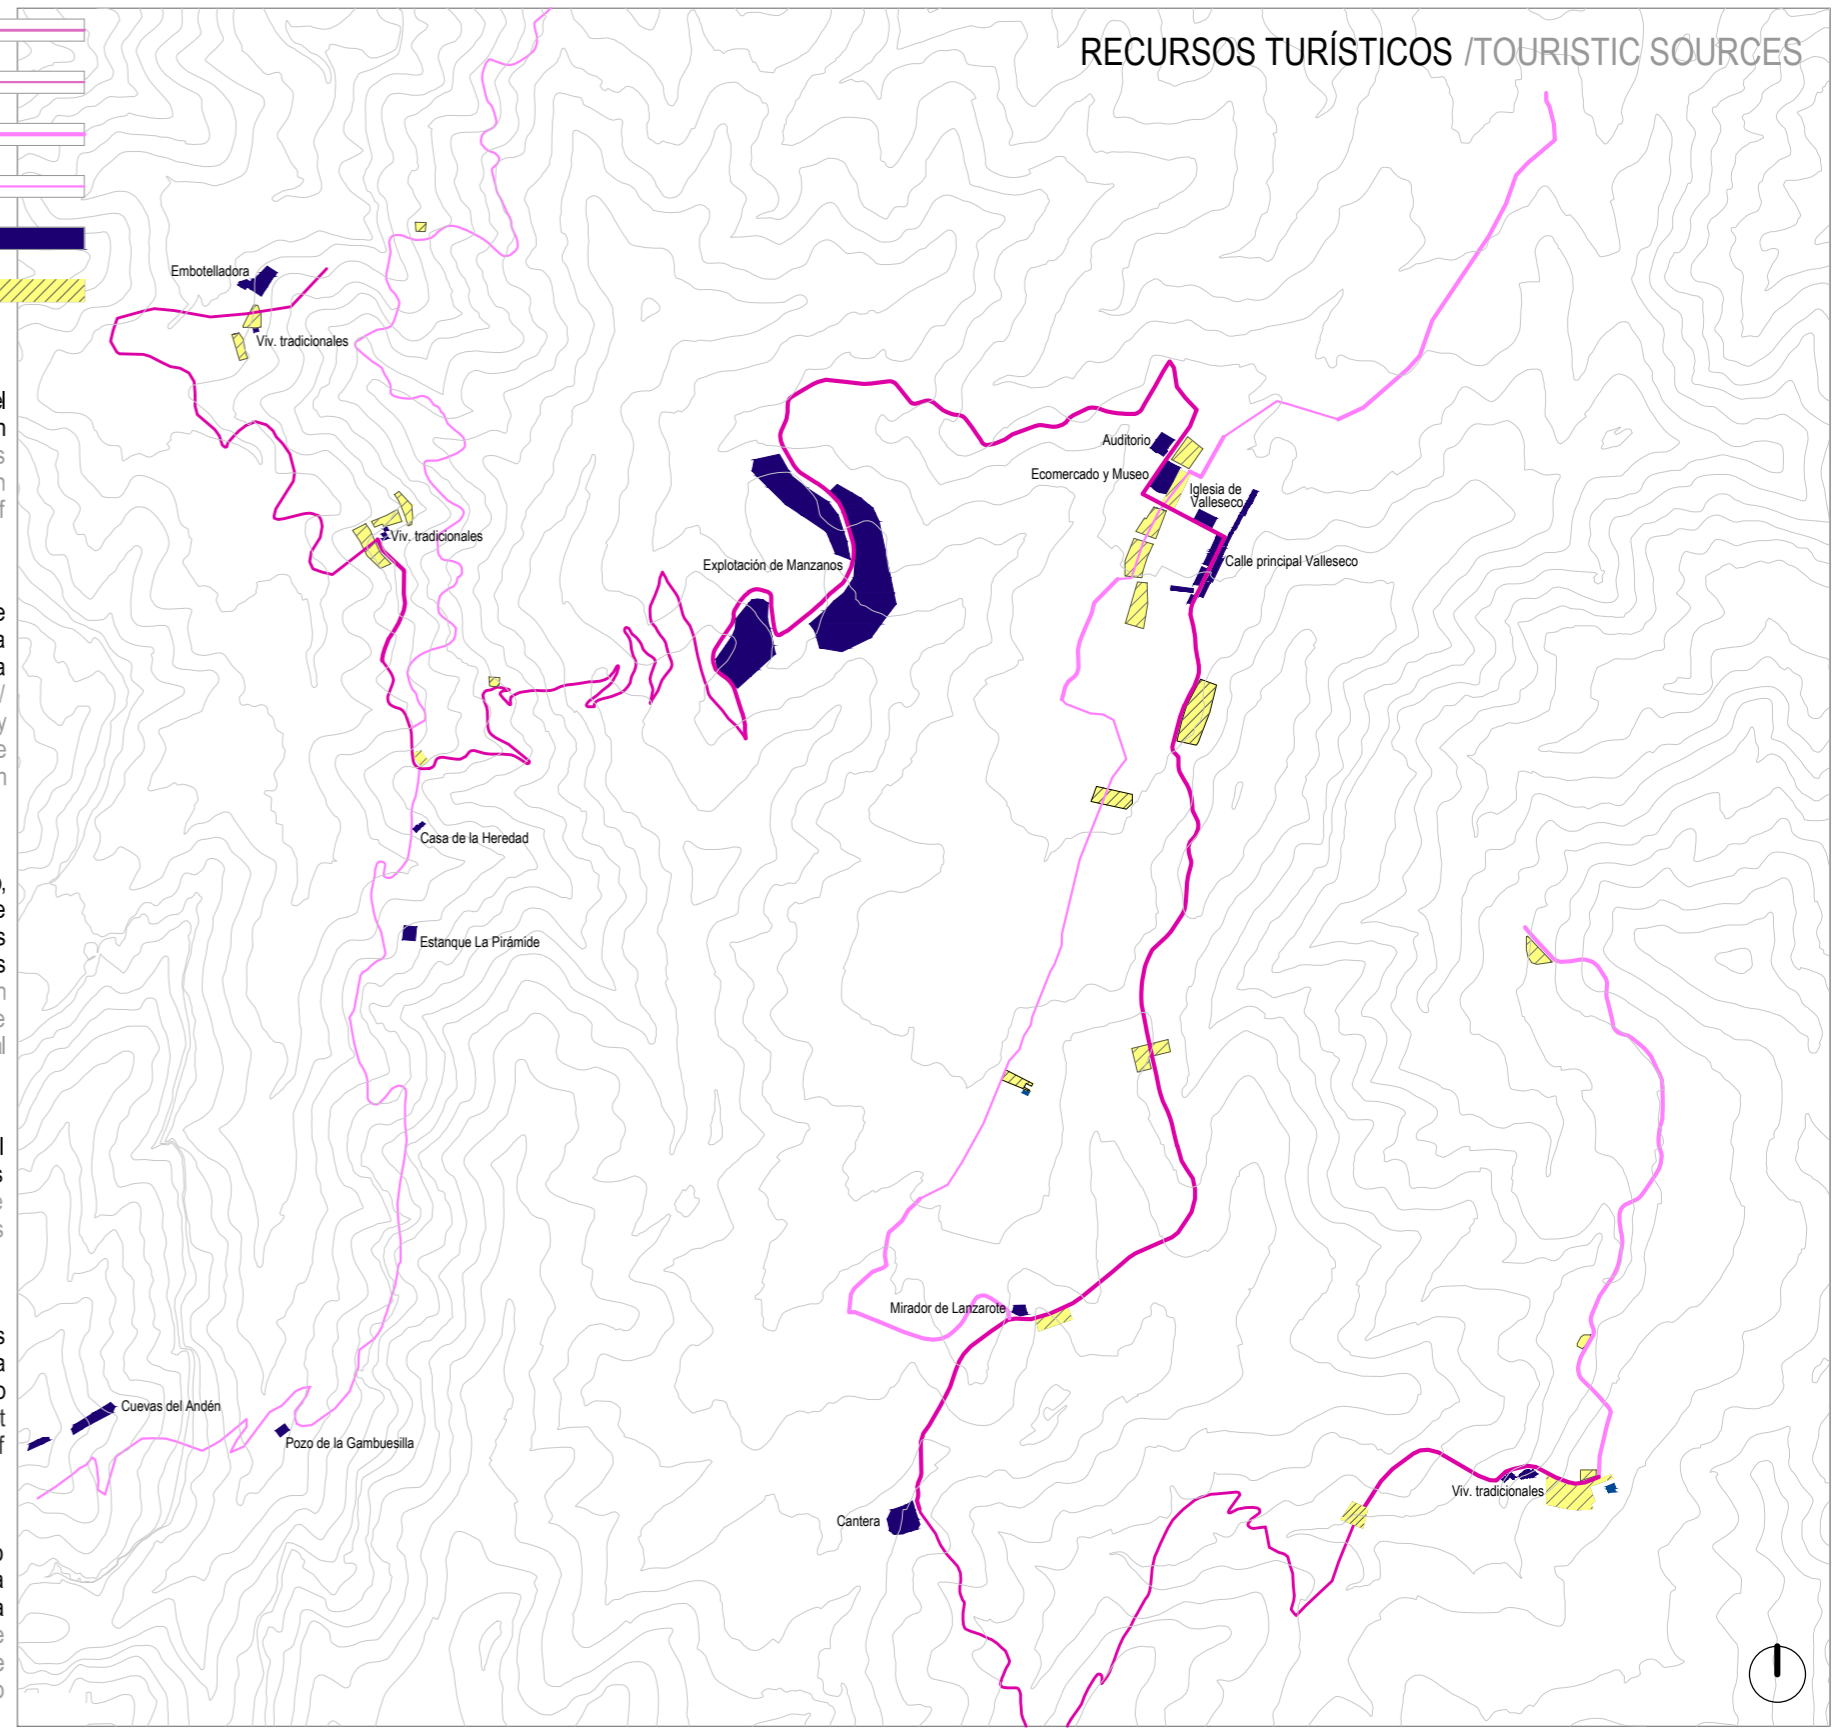 RECURSOS TURÍSTICOS /TOURISTIC SOURCES
Embotelladora
Viv. tradicionales
Auditorio
Ecomercado y Museo
Iglesia de
Valleseco
Viv. tradicionales
Explotación de Manzanos
Calle principal Valleseco
Casa de la Heredad
Estanque La Pirámide
Mirador de Lanzarote
Cuevas del Andén
Pozo de la Gambuesilla
Viv. tradicionales
Cantera